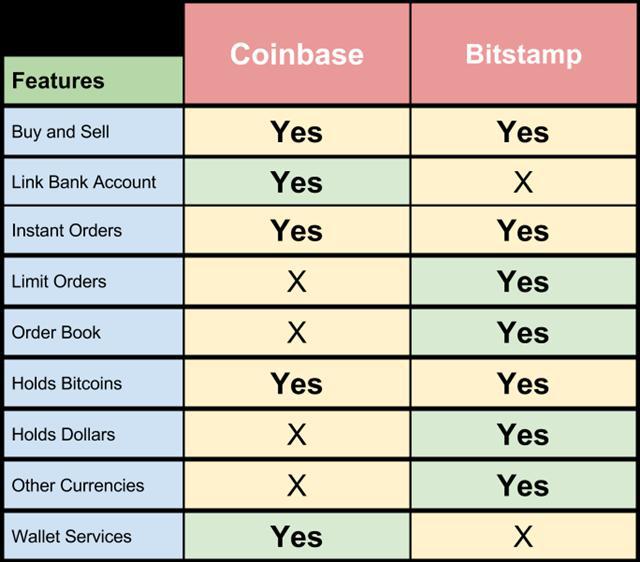 Coinbase Bitstamp
Features
Buy and Sell Yes Yes
Link Bank Account Yes X
Instant Orders Yes Yes
Limit Orders X Yes
Order Book X Yes
Holds Bitcoins Yes Yes
Holds Dollars X Yes
Other Currencies X Yes
Wallet Services Yes X